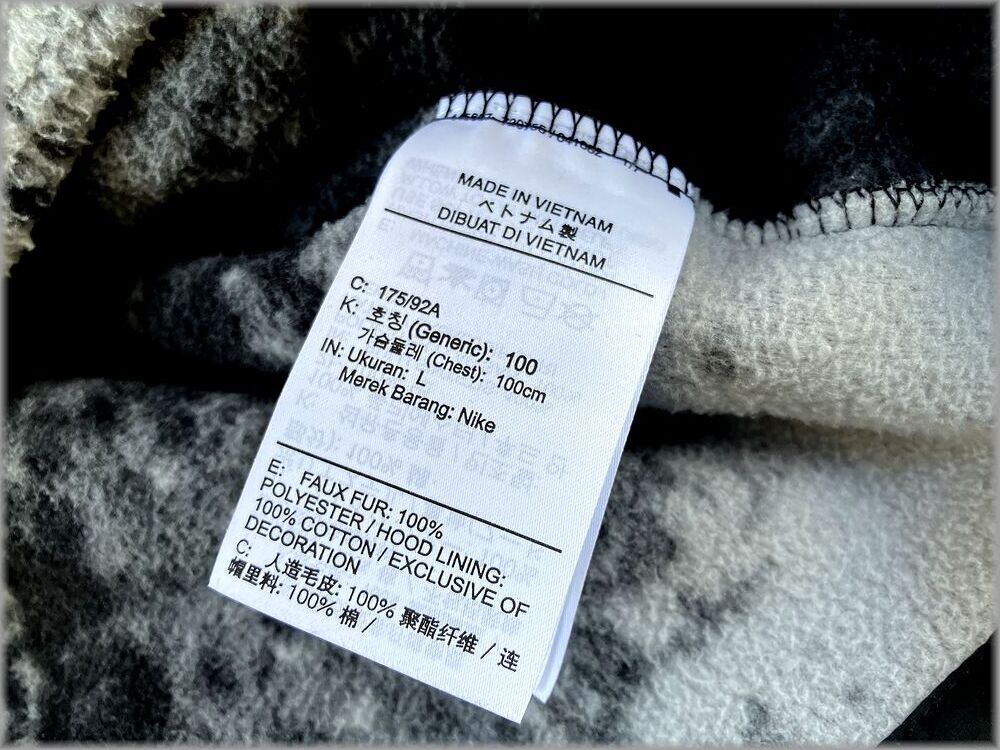 MADE IN VIETNAM
ベトナム製
DIBUAT DI VIETNAM
C: 175/92A
K: 호칭 (Generic): 100
가슴둘레 (Chest): 100cm
IN: Ukuran: L
Merek Barang: Nike
E: FAUX FUR: 100%
POLYESTER / HOOD LINING:
100% COTTON / EXCLUSIVE OF
DECORATION
C: 人造毛皮: 100% 聚酯纤维 / 连
帽里料: 100% 棉 /